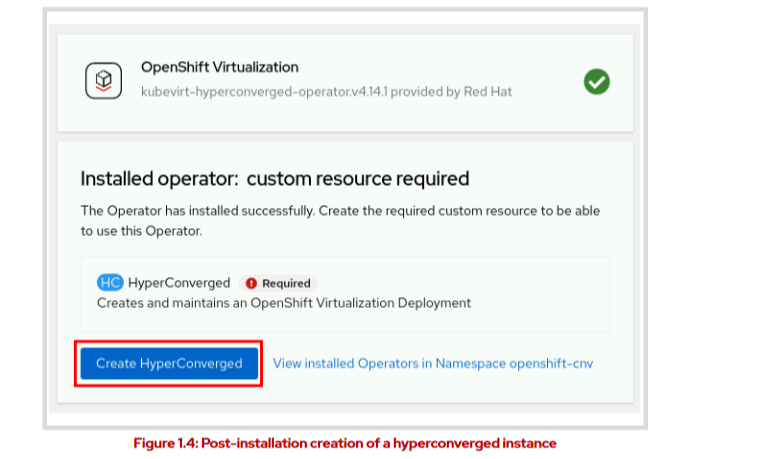 OpenShift Virtualization
kubevirt-hyperconverged-operator.v4.14.1 provided by Red Hat
Installed operator: custom resource required
The Operator has installed successfully. Create the required custom resource to be able
to use this Operator.
HC HyperConverged Required
Creates and maintains an OpenShift Virtualization Deployment
Create HyperConverged View installed Operators in Namespace openshift-cnv
Figure 1.4: Post-installation creation of a hyperconverged instance